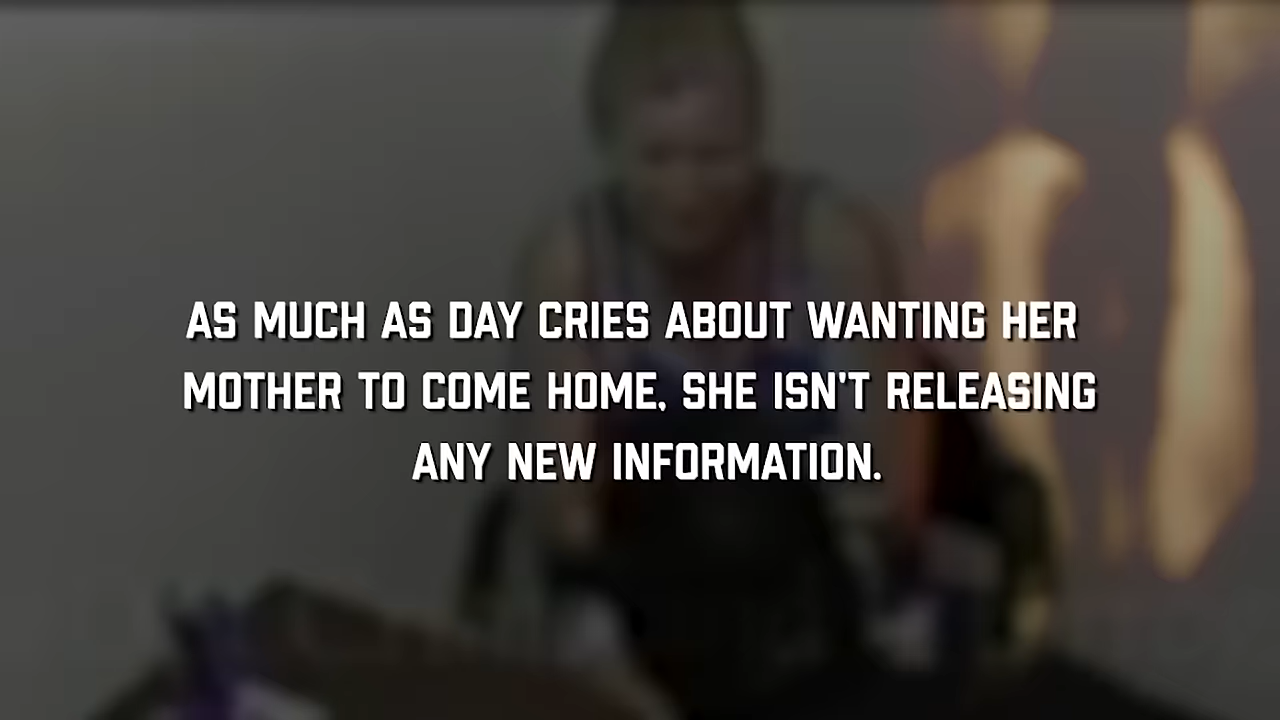 AS MUCH AS DAY CRIES ABOUT WANTING HER
MOTHER TO COME HOME, SHE ISN'T RELEASING
ANY NEW INFORMATION.